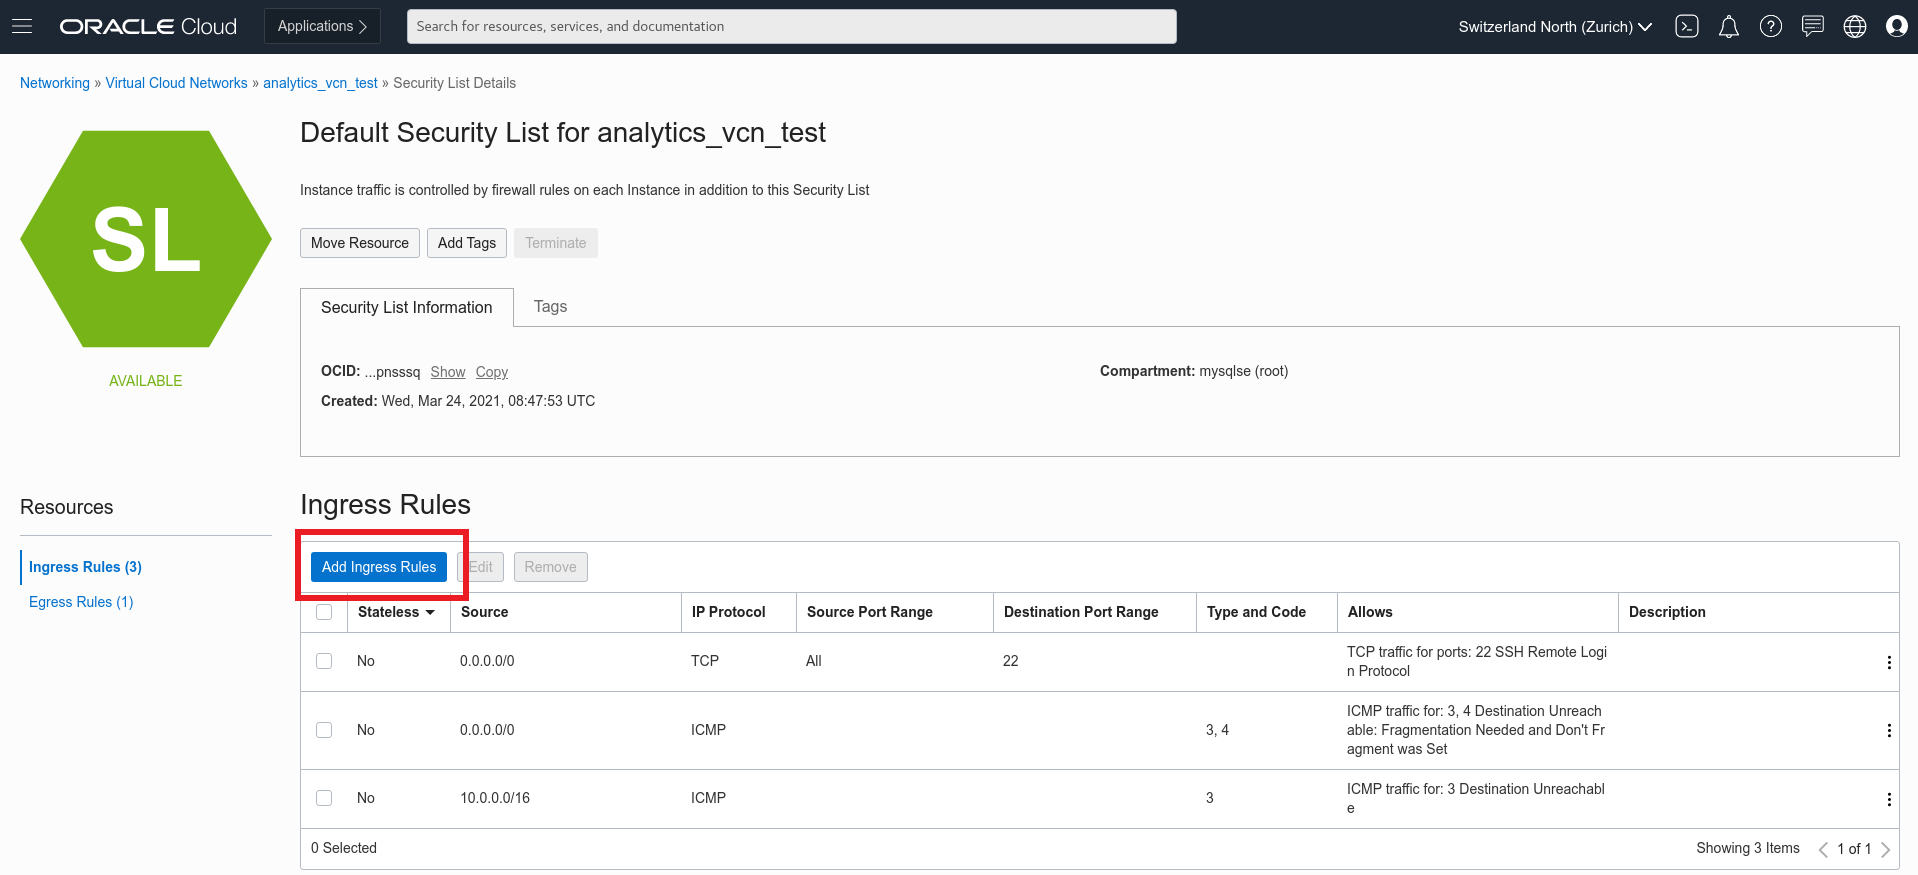 ORACLE Cloud Applications Search for resources, services, and documentation Switzerland North (Zurich)
Networking » Virtual Cloud Networks » analytics_vcn_test » Security List Details
SL
AVAILABLE
Default Security List for analytics_vcn_test
Instance traffic is controlled by firewall rules on each Instance in addition to this Security List
Move Resource Add Tags Terminate
Security List Information Tags
OCID: ...pnsssq Show Copy Compartment: mysqlse (root)
Created: Wed, Mar 24, 2021, 08:47:53 UTC
Resources
Ingress Rules (3)
Egress Rules (1)
Ingress Rules
Add Ingress Rules Edit Remove
Stateless Source IP Protocol Source Port Range Destination Port Range Type and Code Allows Description
No 0.0.0.0/0 TCP All 22 TCP traffic for ports: 22 SSH Remote Logi
n Protocol
No 0.0.0.0/0 ICMP 3, 4 ICMP traffic for: 3, 4 Destination Unreach
able: Fragmentation Needed and Don't Fr
agment was Set
No 10.0.0.0/16 ICMP 3 ICMP traffic for: 3 Destination Unreachabl
e
0 Selected Showing 3 Items 1 of 1